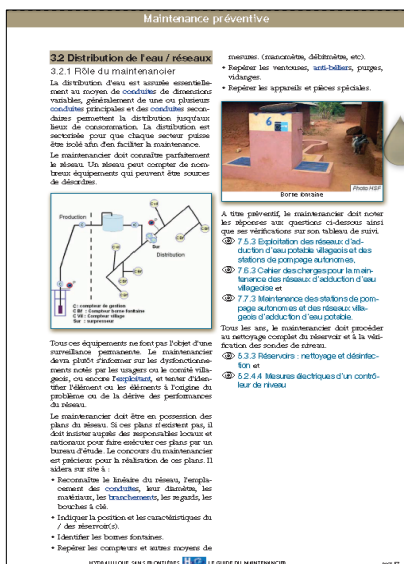 Maintenance préventive
3.2 Distribution de l'eau / réseaux
3.2.1 Rôle du maintenancier
La distribution d'eau est assurée essentielle-
ment au moyen de conduites de dimensions
variables, généralement de une ou plusieurs
conduites principales et des conduites secon-
daires permettent la distribution jusqu'aux
lieux de consommation. La distribution est
sectorisée pour que chaque secteur puisse
être isolé afin d'en faciliter la maintenance.
Le maintenancier doit connaître parfaitement
le réseau. Un réseau peut compter de nom-
breux équipements qui peuvent être sources
de désordres.
Production
Distribution
C : compteur de gestion
C BF : Compteur borne fontaine
C Vil : Compteur village
Sur : surpresseur
Tous ces équipements ne font pas l'objet d'une
surveillance permanente. Le maintenancier
devra plutôt s'informer sur les dysfonctionne-
ments notés par les usagers ou le comité villa-
geois, ou encore l'exploitant, et tenter d'iden-
tifier l'élément ou les éléments à l'origine du
problème ou de la dérive des performances
du réseau.
Le maintenancier doit être en possession des
plans du réseau. Si ces plans n'existent pas, il
doit insister auprès des responsables locaux et
nationaux pour faire exécuter ces plans par un
bureau d'étude. Le concours du maintenancier
est précieux pour la réalisation de ces plans. Il
aidera sur site à :
• Reconnaître le linéaire du réseau, l'empla-
cement des conduites, leur diamètre, les
matériaux, les branchements, les regards, les
bouches à clé.
• Indiquer la position et les caractéristiques du
/ des réservoir(s).
• Identifier les bornes fontaines.
• Repérer les compteurs et autres moyens de
mesures. (manomètre, débitmètre, etc).
• Repérer les ventouses, anti-béliers, purges,
vidanges.
• Repérer les appareils et pièces spéciales.
6
Photo HSF
Borne fontaine
A titre préventif, le maintenancier doit noter
les réponses aux questions ci-dessous ainsi
que ses vérifications sur son tableau de suivi.
7.5.3 Exploitation des réseaux d'ad-
duction d'eau potable villageois et des
stations de pompage autonomes,
7.6.3 Cahier des charges pour la main-
tenance des réseaux d'adduction d'eau
villageoise et
7.7.3 Maintenance des stations de pom-
page autonomes et des réseaux villa-
geois d'adduction d'eau potable.
Tous les ans, le maintenancier doit procéder
au nettoyage complet du réservoir et à la véri-
fication des sondes de niveau.
5.3.3 Réservoirs : nettoyage et désinfec-
tion et
5.2.4.4 Mesures électriques d'un contrô-
leur de niveau
HYDRAULIQUE SANS FRONTIÈRES LE GUIDE DU MAINTENANCIER